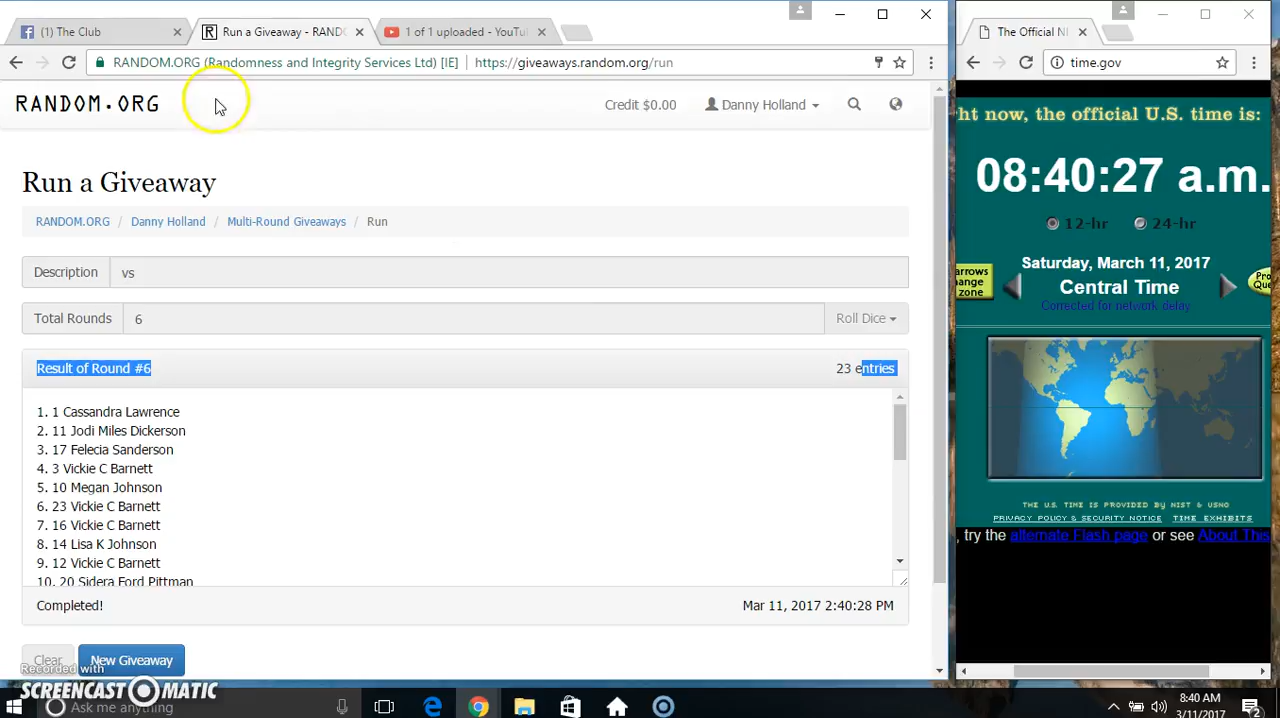 (1) The Club
Run a Giveaway - RAND
1 of 1 uploaded - YouTu
RANDOM.ORG (Randomness and Integrity Services Ltd) [IE] https://giveaways.random.org/run
RANDOM.ORG
Credit $0.00
Danny Holland
Run a Giveaway
RANDOM.ORG / Danny Holland / Multi-Round Giveaways / Run
Description vs
Total Rounds 6 Roll Dice
Result of Round #6 23 entries
1. 1 Cassandra Lawrence
2. 11 Jodi Miles Dickerson
3. 17 Felecia Sanderson
4. 3 Vickie C Barnett
5. 10 Megan Johnson
6. 23 Vickie C Barnett
7. 16 Vickie C Barnett
8. 14 Lisa K Johnson
9. 12 Vickie C Barnett
10. 20 Sidera Ford Pittman
Completed! Mar 11, 2017 2:40:28 PM
Clear New Giveaway
Recorded with
SCREENCAST-O-MATIC
Ask me anything
The Official NI
time.gov
ht now, the official U.S. time is:
08:40:27 a.m.
12-hr 24-hr
Saturday, March 11, 2017
arrows
hange
zone
Central Time
Pro
Que
Corrected for network delay
THE U.S. TIME IS PROVIDED BY NIST & USNO
PRIVACY POLICY & SECURITY NOTICE TIME EXHIBITS
, try the alternate Flash page or see About This
8:40 AM
3/11/2017
2